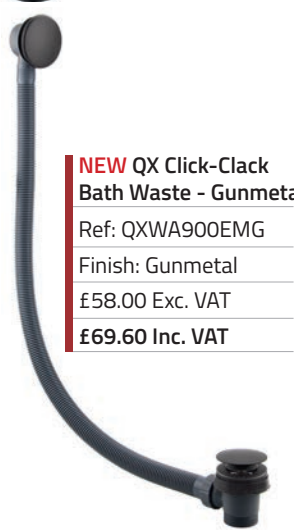 NEW QX Click-Clack
Bath Waste - Gunmeta
Ref: QXWA900EMG
Finish: Gunmetal
£58.00 Exc. VAT
£69.60 Inc. VAT